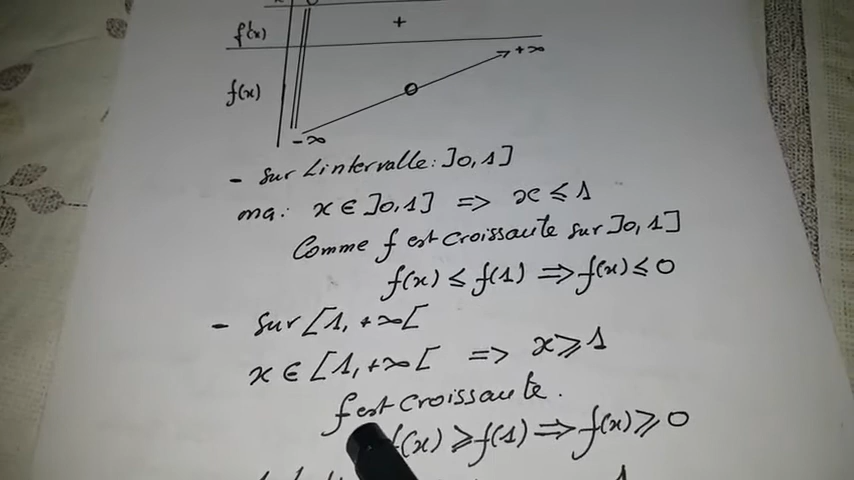 f'(x) +
f(x) -∞ 0 +∞
- Sur L'intervalle: ]0,1]
ona: x ∈ ]0,1] => x ≤ 1
Comme f est croissante sur ]0,1]
f(x) ≤ f(1) => f(x) ≤ 0
- Sur [1,+∞[
x ∈ [1,+∞[ => x ≥ 1
f est croissante.
f(x) ≥ f(1) => f(x) ≥ 0